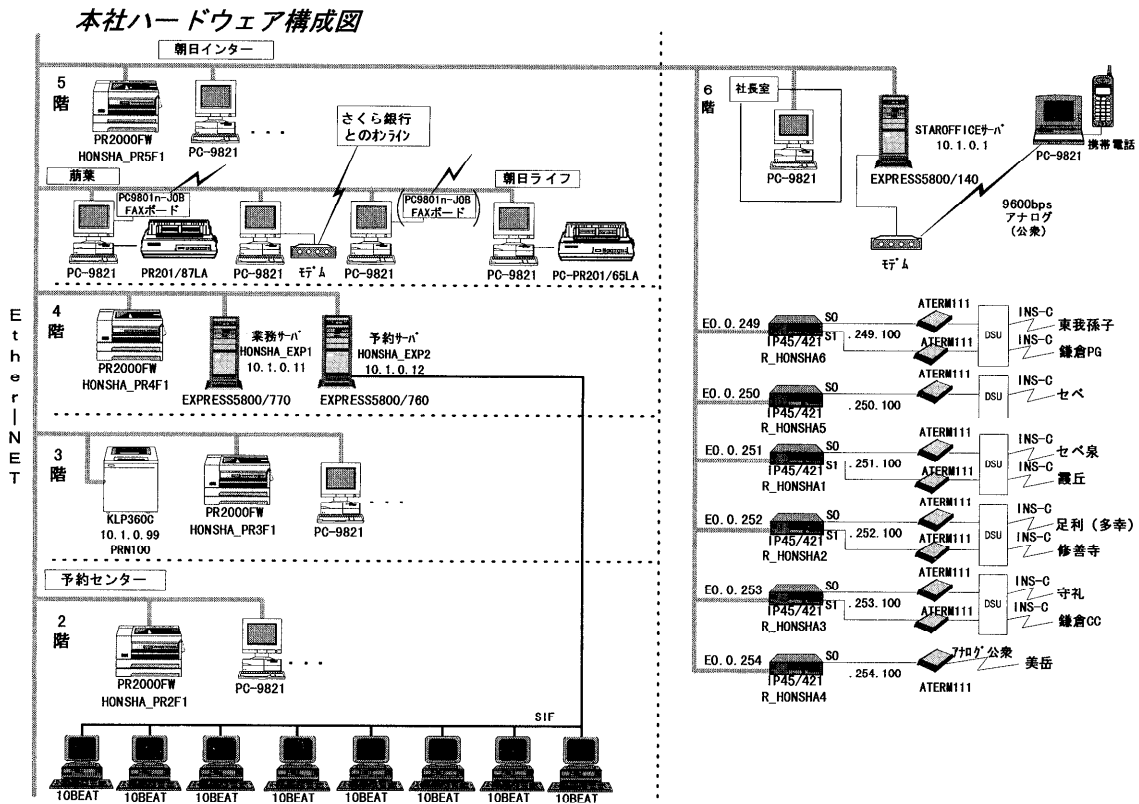 本社ハードウェア構成図
朝日インター
5階
PR2000FW
HONSHA_PR5F1
PC-9821
さくら銀行
とのｵﾝﾗｲﾝ
萠葉
PC9801n-J0B
FAXボード
PC9801n-J0B
FAXボード
朝日ライフ
PC-9821
PR201/87LA
PC-9821
ﾓﾃﾞﾑ
PC-9821
PC-9821
PC-PR201/65LA
Ether|NET
4階
PR2000FW
HONSHA_PR4F1
業務ｻｰﾊﾞ
HONSHA_EXP1
10.1.0.11
EXPRESS5800/770
予約ｻｰﾊﾞ
HONSHA_EXP2
10.1.0.12
EXPRESS5800/760
3階
KLP360C
10.1.0.99
PRN100
PR2000FW
HONSHA_PR3F1
PC-9821
予約センター
2階
PR2000FW
HONSHA_PR2F1
PC-9821
SIF
10BEAT
10BEAT
10BEAT
10BEAT
10BEAT
10BEAT
10BEAT
10BEAT
6階
社長室
PC-9821
STAROFFICEｻｰﾊﾞ
10.1.0.1
EXPRESS5800/140
PC-9821
携帯電話
9600bps
アナログ
（公衆）
ﾓﾃﾞﾑ
E0.0.249
IP45/421
R_HONSHA6
S0
S1
.249.100
ATERM111
ATERM111
DSU
INS-C
東我孫子
INS-C
鎌倉PG
E0.0.250
IP45/421
R_HONSHA5
S0
.250.100
ATERM111
DSU
INS-C
セベ
E0.0.251
IP45/421
R_HONSHA1
S0
S1
.251.100
ATERM111
ATERM111
DSU
INS-C
セベ泉
INS-C
霞丘
E0.0.252
IP45/421
R_HONSHA2
S0
S1
.252.100
ATERM111
ATERM111
DSU
INS-C
足利（多幸）
INS-C
修善寺
E0.0.253
IP45/421
R_HONSHA3
S0
S1
.253.100
ATERM111
ATERM111
DSU
INS-C
守礼
INS-C
鎌倉CC
E0.0.254
IP45/421
R_HONSHA4
S0
.254.100
ｱﾅﾛｸﾞ公衆
ATERM111
美岳